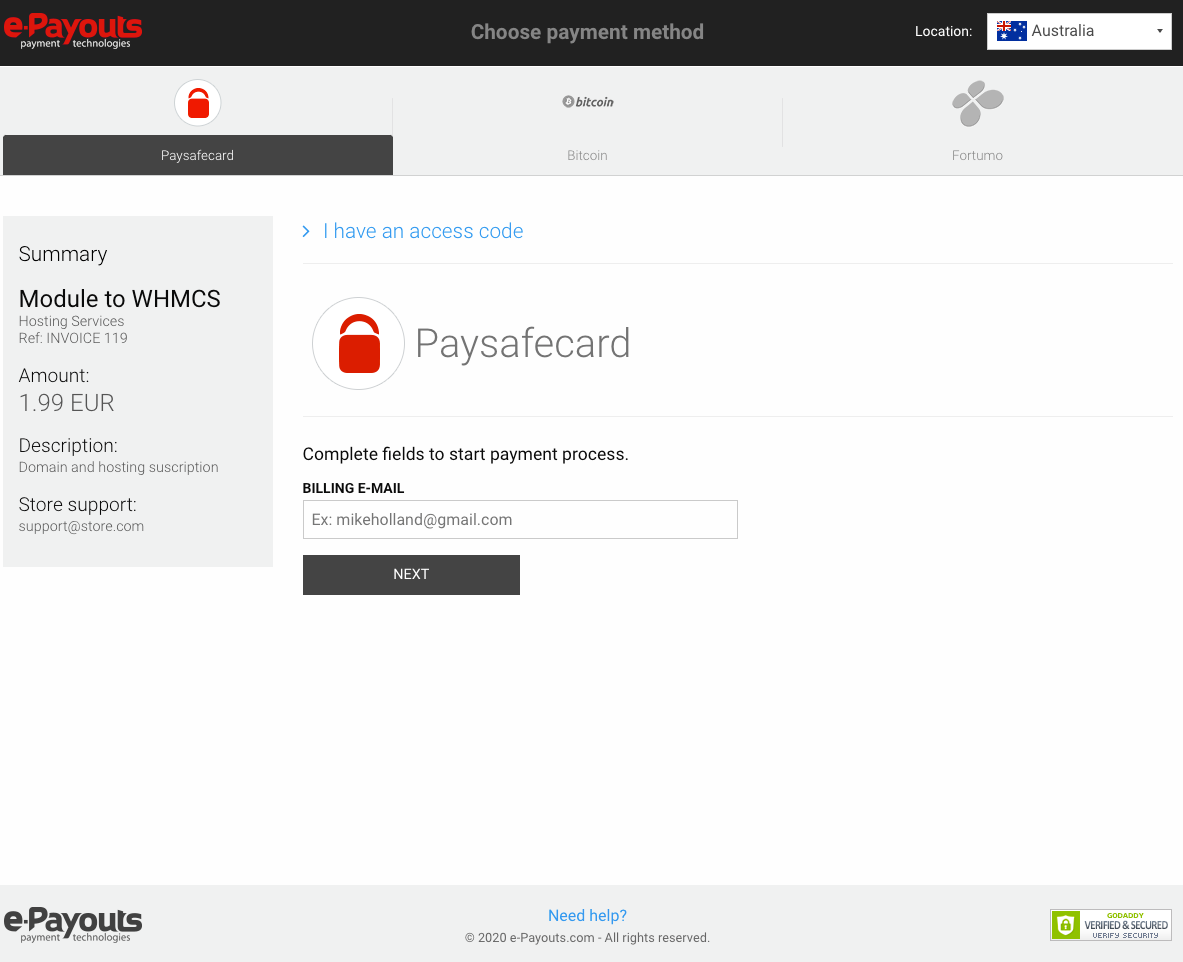 e-Payouts
payment technologies
Choose payment method
Location:
Australia
bitcoin
Paysafecard
Bitcoin
Fortumo
Summary
Module to WHMCS
Hosting Services
Ref: INVOICE 119
Amount:
1.99 EUR
Description:
Domain and hosting suscription
Store support:
support@store.com
I have an access code
Paysafecard
Complete fields to start payment process.
BILLING E-MAIL
Ex: mikeholland@gmail.com
NEXT
e-Payouts
payment technologies
Need help?
© 2020 e-Payouts.com - All rights reserved.
GODADDY
VERIFIED & SECURED
VERIFY SECURITY